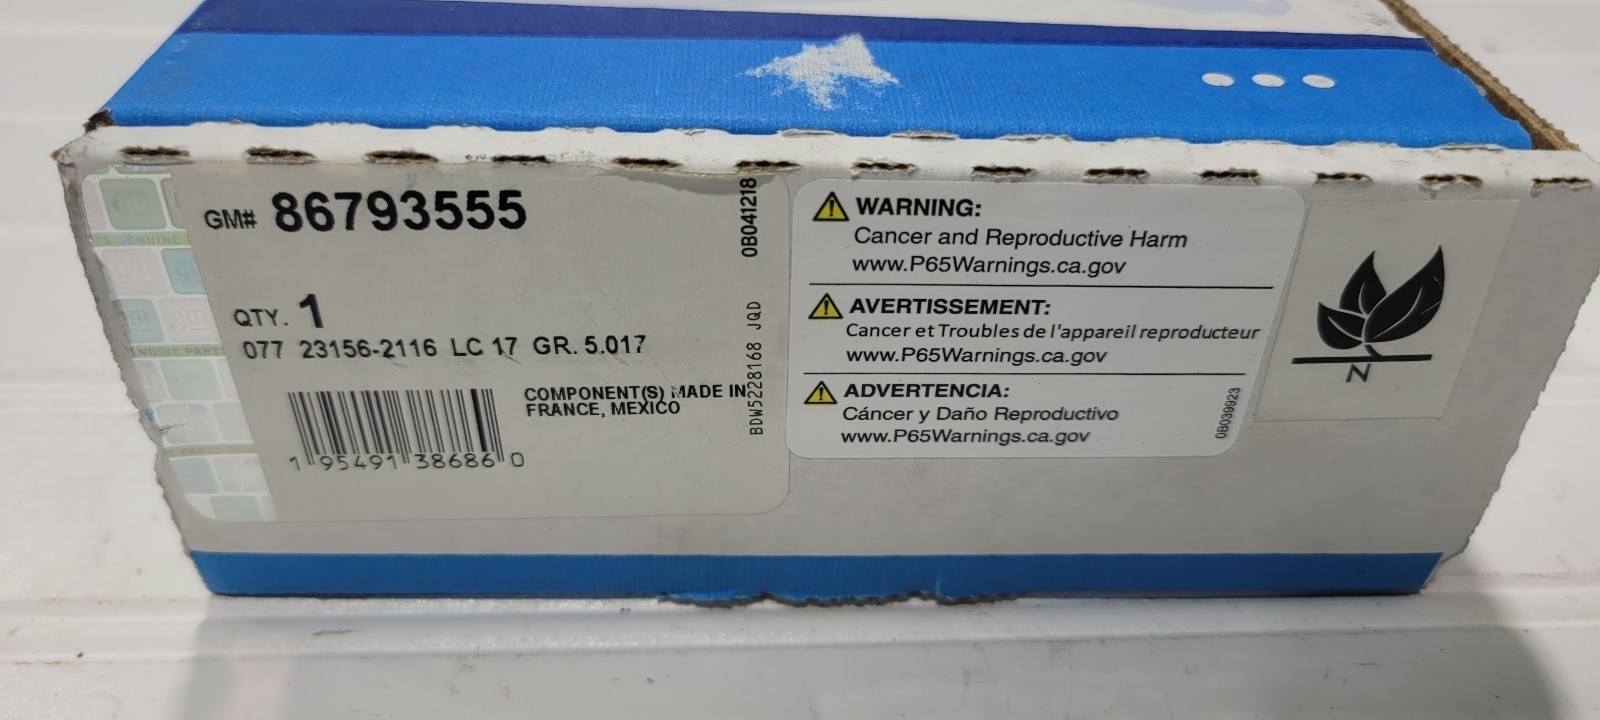 GM# 86793555
0B041218
QTY. 1
077 23156-2116 LC 17 GR. 5.017
COMPONENT(S) MADE IN
FRANCE, MEXICO
BDW5228168 JQD
1 95491 38686 0
WARNING:
Cancer and Reproductive Harm
www.P65Warnings.ca.gov
AVERTISSEMENT:
Cancer et Troubles de l'appareil reproducteur
www.P65Warnings.ca.gov
ADVERTENCIA:
Cáncer y Daño Reproductivo
www.P65Warnings.ca.gov
0B039923
N
GENUINE
PARTS